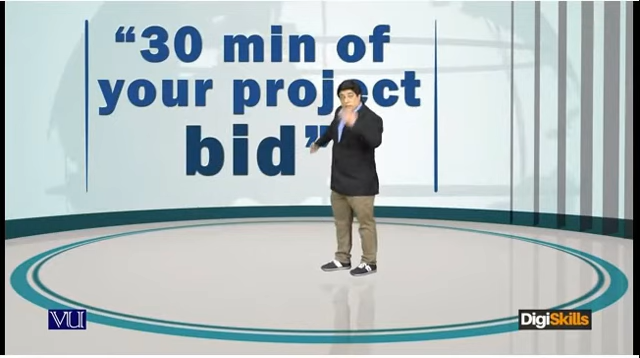 “30 min of
your project
bid”
VU
DigiSkills